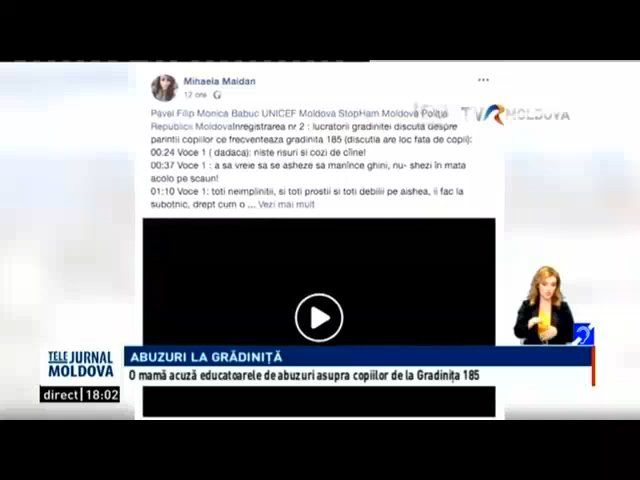 Mihaela Maidan
12 ore
TVR MOLDOVA
Pavel Filip Monica Babuc UNICEF Moldova StopHam Moldova Poliția
Republicii MoldovaInregistrarea nr 2 : lucratorii gradinitei discuta despre
parintii copiilor ce frecventeaza gradinita 185 (discutia are loc fata de copii):
00:24 Voce 1 ( dadaca): niste risuri si cozi de cîine!
00:37 Voce 1 : a sa vreie sa se asheze sa manînce ghini, nu- shezi în mata
acolo pe scaun!
01:10 Voce 1: toti neimplinitii, si toti prostii si toti debilii pe aishea, ii fac la
subotnic, drept cum o ... Vezi mai mult
ABUZURI LA GRĂDINIȚĂ
TELE JURNAL
MOLDOVA
O mamă acuză educatoarele de abuzuri asupra copiilor de la Gradinița 185
direct 18:02